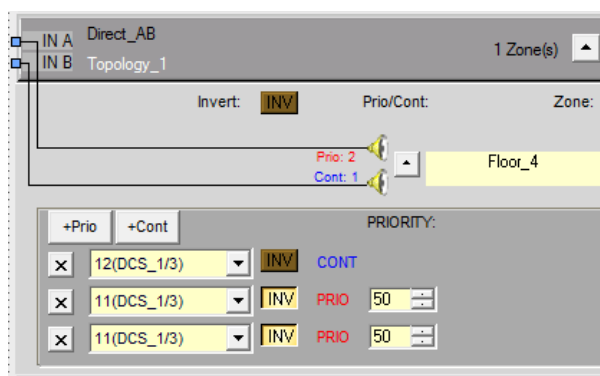 IN A Direct_AB
IN B Topology_1
1 Zone(s)
Invert: INV Prio/Cont: Zone:
Prio: 2
Cont: 1
Floor_4
+Prio +Cont PRIORITY:
x 12(DCS_1/3) INV CONT
x 11(DCS_1/3) INV PRIO 50
x 11(DCS_1/3) INV PRIO 50